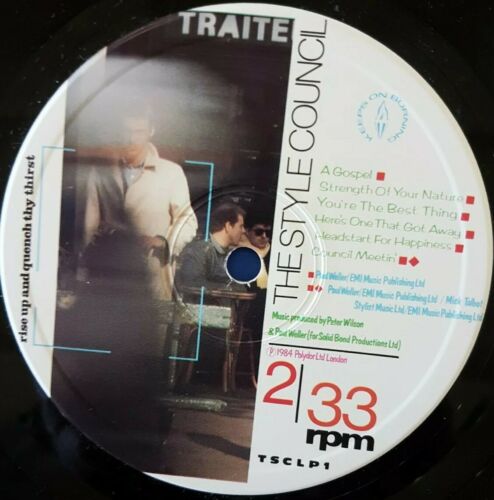 TRAITE
THE STYLE COUNCIL
rise up and quench thy thirst
KEEPS ON BURNING
A Gospel
Strength Of Your Nature
You're The Best Thing
Here's One That Got Away
Headstart For Happiness
Council Meetin'
Paul Weller/EMI Music Publishing Ltd
Paul Weller/EMI Music Publishing Ltd / Mick Talbot
Stylist Music Ltd/EMI Music Publishing Ltd
Music produced by Peter Wilson
& Paul Weller (for Solid Bond Productions Ltd)
℗ 1984 Polydor Ltd London
2 33
rpm
TSCLP1